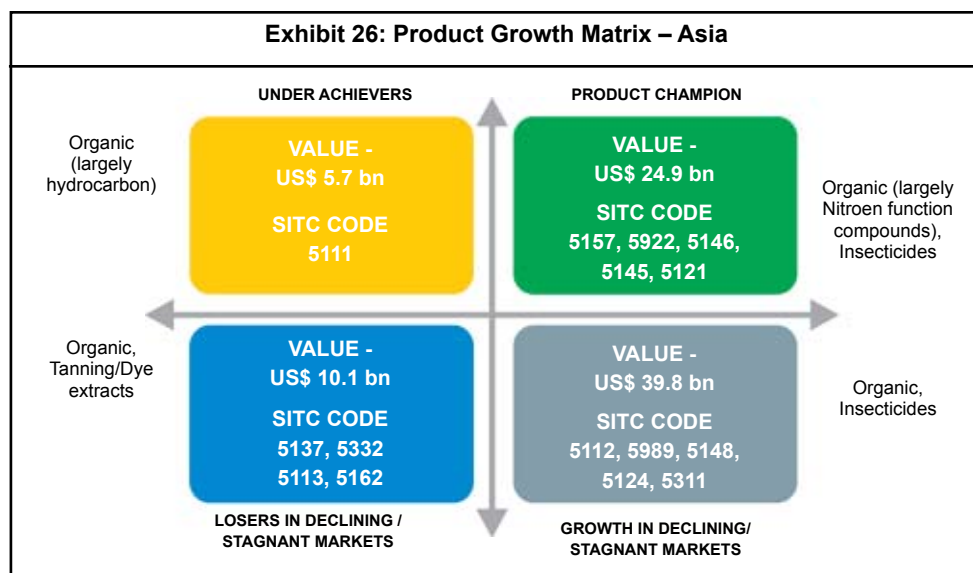 Exhibit 26: Product Growth Matrix – Asia
UNDER ACHIEVERS
PRODUCT CHAMPION
Organic
(largely
hydrocarbon)
VALUE -
US$ 5.7 bn
SITC CODE
5111
VALUE -
US$ 24.9 bn
SITC CODE
5157, 5922, 5146,
5145, 5121
Organic (largely
Nitroen function
compounds),
Insecticides
Organic,
Tanning/Dye
extracts
VALUE -
US$ 10.1 bn
SITC CODE
5137, 5332
5113, 5162
VALUE -
US$ 39.8 bn
SITC CODE
5112, 5989, 5148,
5124, 5311
Organic,
Insecticides
LOSERS IN DECLINING /
STAGNANT MARKETS
GROWTH IN DECLINING/
STAGNANT MARKETS